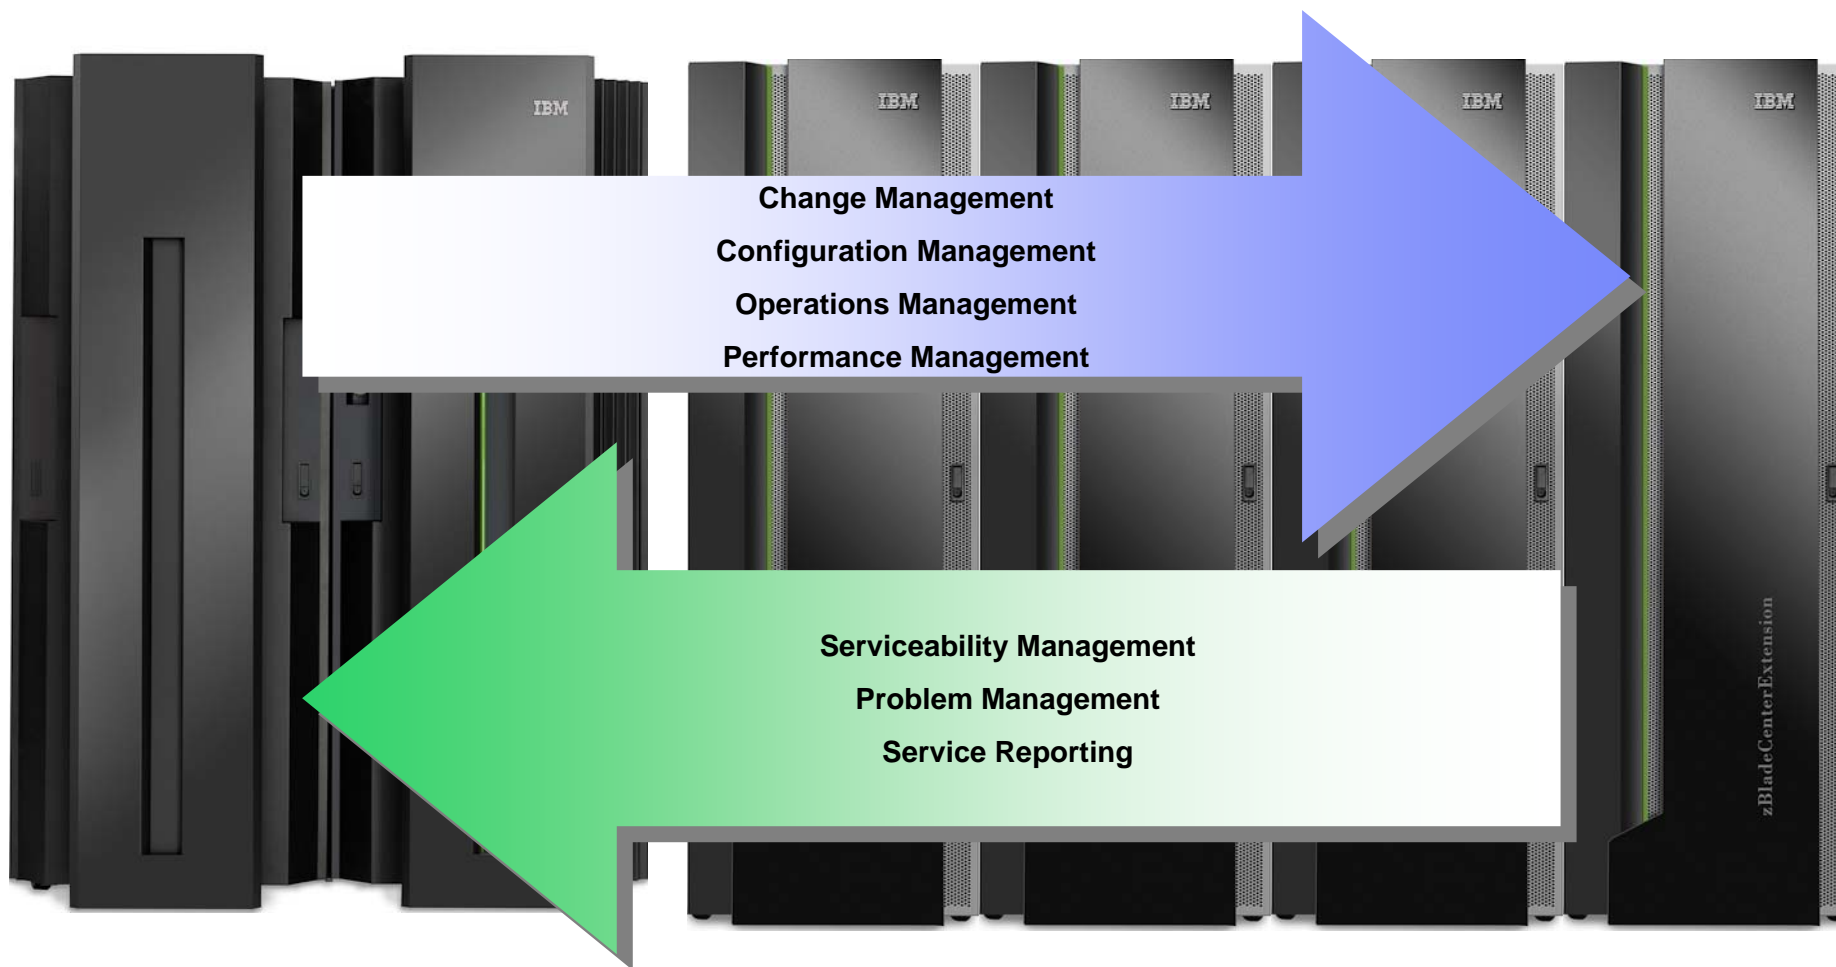 IBM
IBM
IBM
IBM
IBM
Change Management
Configuration Management
Operations Management
Performance Management
Serviceability Management
Problem Management
Service Reporting
zBladeCenterExtension